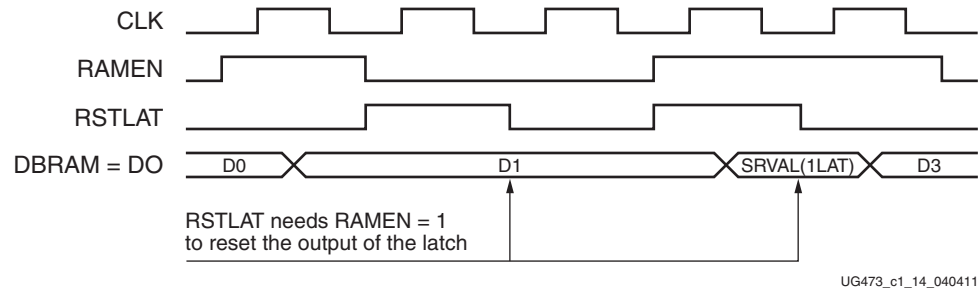 CLK
RAMEN
RSTLAT
DBRAM = DO
D0
D1
SRVAL(1LAT)
D3
RSTLAT needs RAMEN = 1
to reset the output of the latch
UG473_c1_14_040411